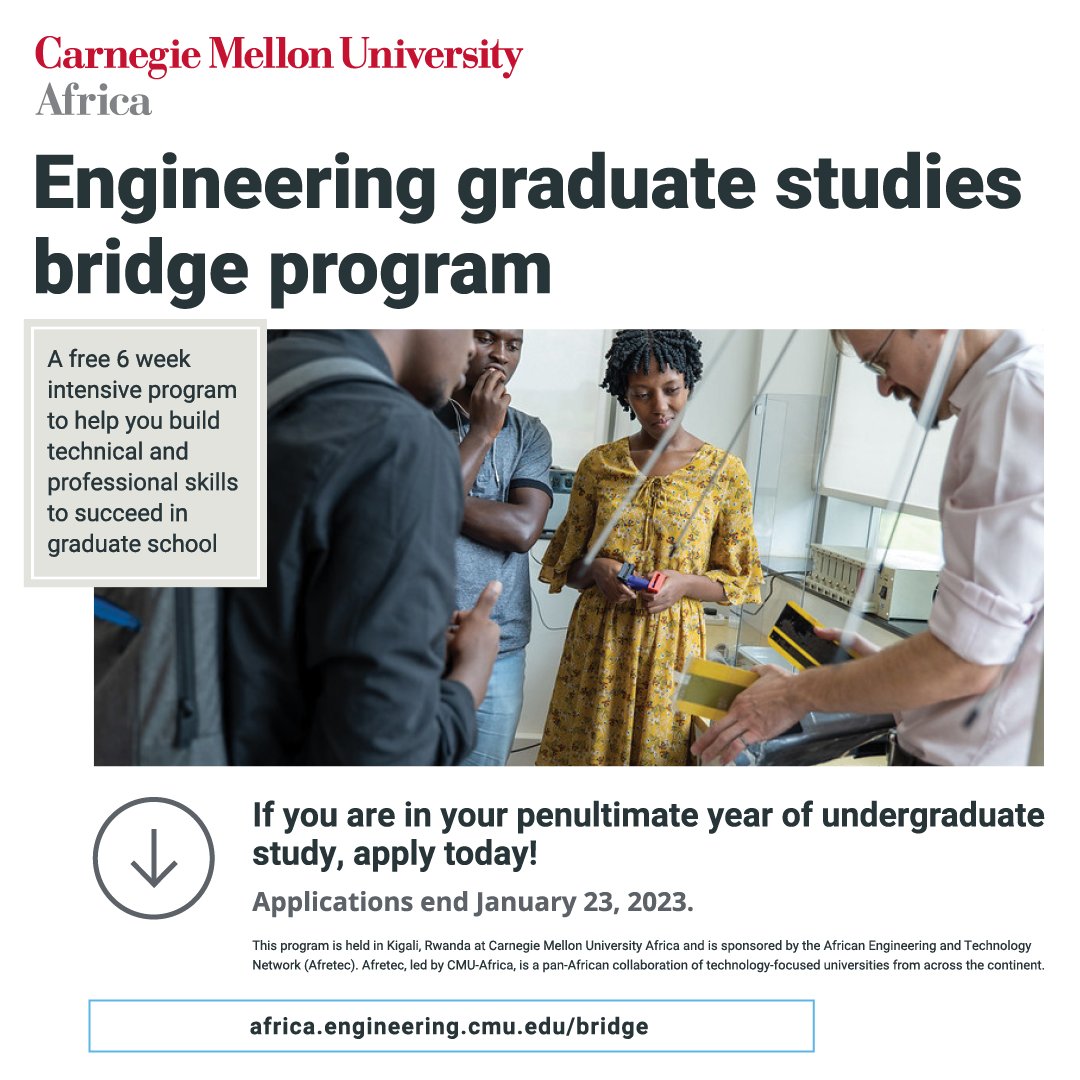 Carnegie Mellon University
Africa
Engineering graduate studies
bridge program
A free 6 week
intensive program
to help you build
technical and
professional skills
to succeed in
graduate school
If you are in your penultimate year of undergraduate
study, apply today!
Applications end January 23, 2023.
This program is held in Kigali, Rwanda at Carnegie Mellon University Africa and is sponsored by the African Engineering and Technology
Network (Afretec). Afretec, led by CMU-Africa, is a pan-African collaboration of technology-focused universities from across the continent.
africa.engineering.cmu.edu/bridge